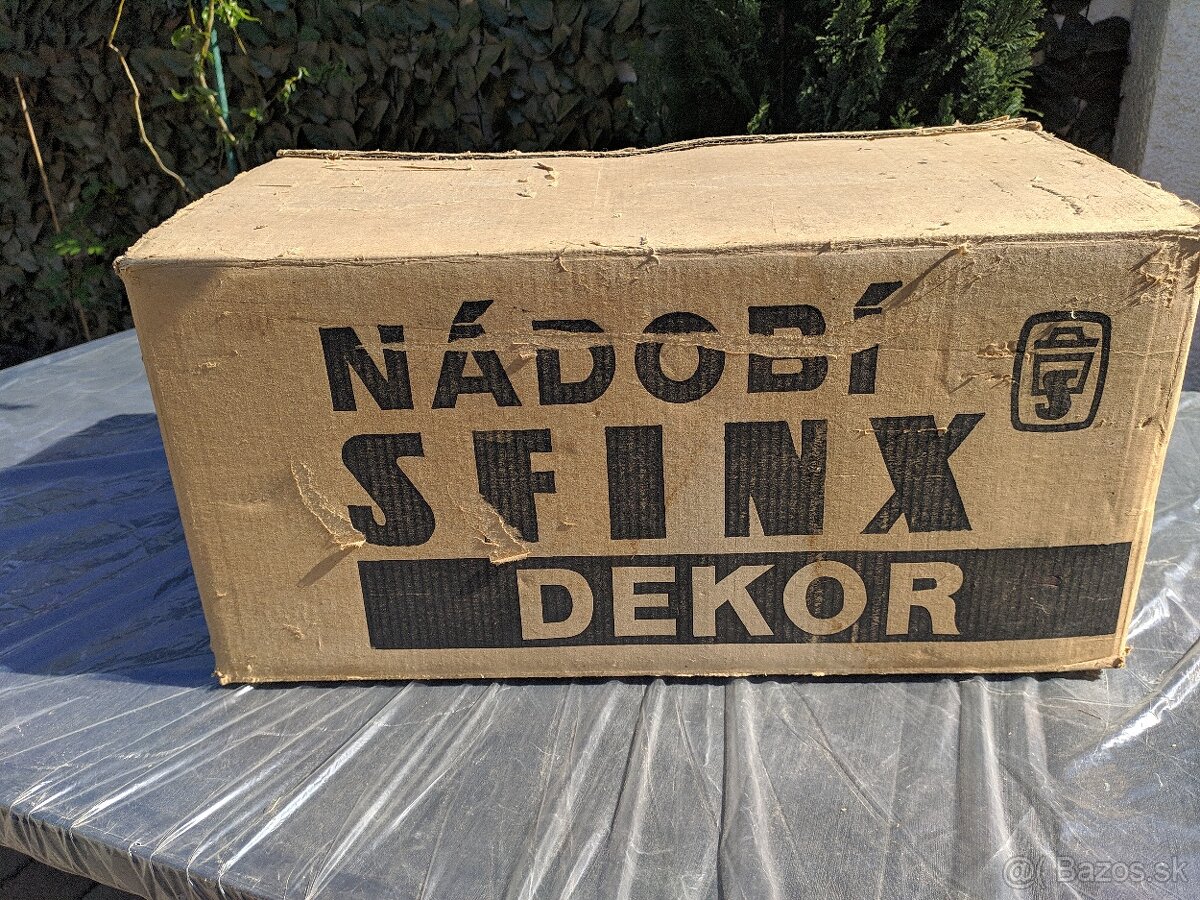 NÁDOBÍ
SFINX
DEKOR
@ Bazos.sk